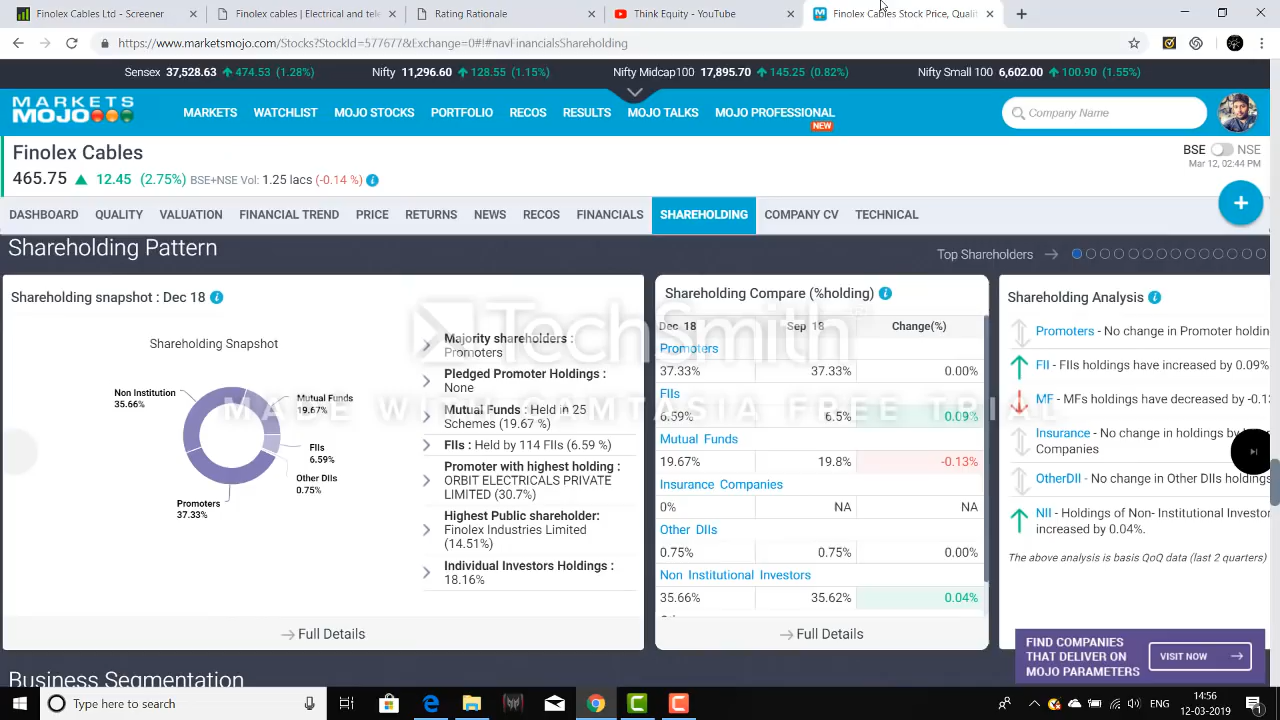 Finolex Cables Ltd
Electrical and tel
Rating Rationale
Think Equity - YouTube
Finolex Cables Stock Price, Qualit
https://www.marketsmojo.com/Stocks?StockId=577677&Exchange=0#!#navFinancialsShareholding
Sensex 37,528.63 474.53 (1.28%)
Nifty 11,296.60 128.55 (1.15%)
Nifty Midcap100 17,895.70 145.25 (0.82%)
Nifty Small 100 6,602.00 100.90 (1.55%)
MARKETS
MOJO
MARKETS WATCHLIST MOJO STOCKS PORTFOLIO RECOS RESULTS MOJO TALKS MOJO PROFESSIONAL
NEW
Company Name
Finolex Cables
465.75 12.45 (2.75%) BSE+NSE Vol: 1.25 lacs (-0.14 %)
BSE NSE
Mar 12, 02:44 PM
DASHBOARD QUALITY VALUATION FINANCIAL TREND PRICE RETURNS NEWS RECOS FINANCIALS SHAREHOLDING COMPANY CV TECHNICAL
Shareholding Pattern
Top Shareholders
Shareholding snapshot : Dec 18
Shareholding Snapshot
Non Institution
35.66%
Mutual Funds
19.67%
FIIs
6.59%
Other DIIs
0.75%
Promoters
37.33%
Majority shareholders :
Promoters
Pledged Promoter Holdings :
None
Mutual Funds : Held in 25
Schemes (19.67 %)
FIIs : Held by 114 FIIs (6.59 %)
Promoter with highest holding :
ORBIT ELECTRICALS PRIVATE
LIMITED (30.7%)
Highest Public shareholder:
Finolex Industries Limited
(14.51%)
Individual Investors Holdings :
18.16%
Full Details
Shareholding Compare (%holding)
Dec 18 Sep 18 Change(%)
Promoters
37.33% 37.33% 0.00%
FIIs
6.59% 6.5% 0.09%
Mutual Funds
19.67% 19.8% -0.13%
Insurance Companies
0% NA NA
Other DIIs
0.75% 0.75% 0.00%
Non Institutional Investors
35.66% 35.62% 0.04%
Full Details
Shareholding Analysis
Promoters - No change in Promoter holdin
FII - FIIs holdings have increased by 0.09%
MF - MFs holdings have decreased by -0.1
Insurance - No change in holdings by
Companies
OtherDII - No change in Other DIIs holdings
NII - Holdings of Non-Institutional Investor
increased by 0.04%.
The above analysis is basis QoQ data (last 2 quarters)
TechSmith
MADE WITH CAMTASIA FREE TRIAL
FIND COMPANIES
THAT DELIVER ON
MOJO PARAMETERS
VISIT NOW
Business Segmentation
Type here to search
14:56
12-03-2019